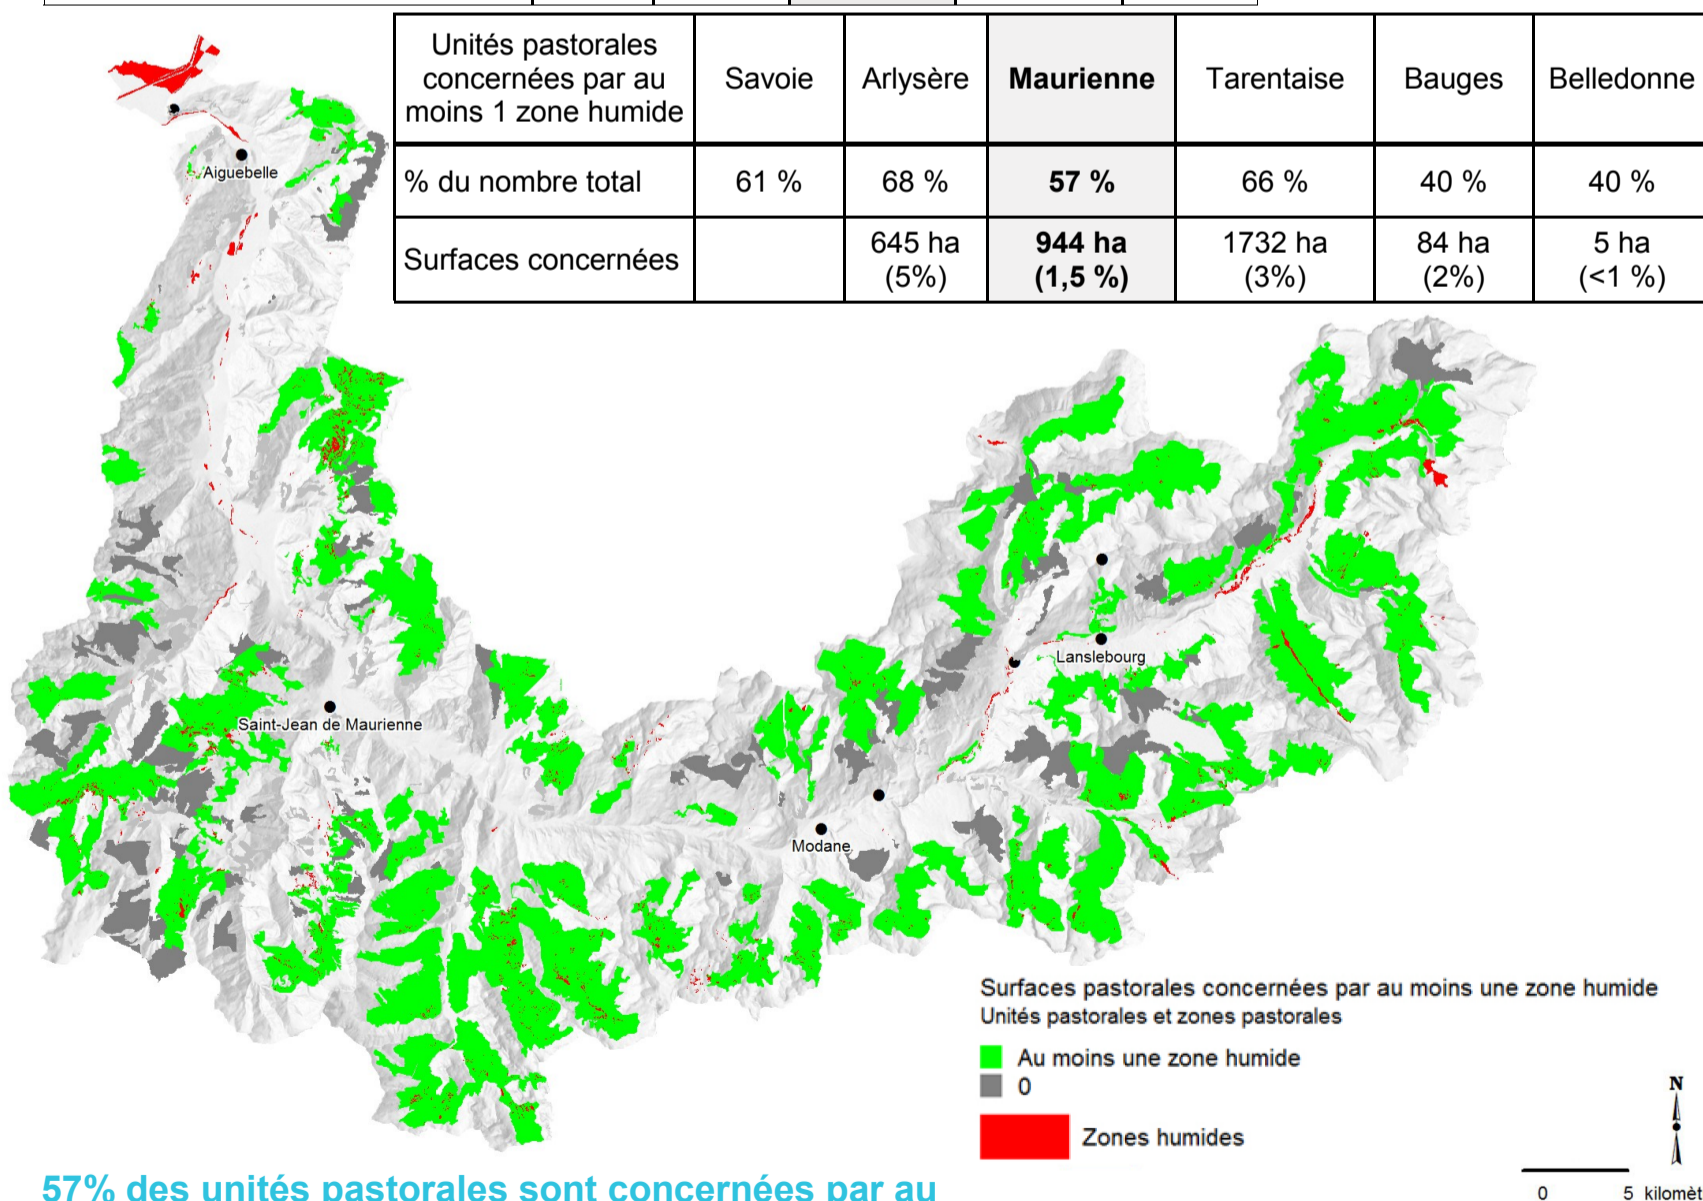 Unités pastorales
concernées par au
moins 1 zone humide
Savoie
Arlysère
Maurienne
Tarentaise
Bauges
Belledonne
% du nombre total
61 %
68 %
57 %
66 %
40 %
40 %
Surfaces concernées
645 ha
(5%)
944 ha
(1,5 %)
1732 ha
(3%)
84 ha
(2%)
5 ha
(<1 %)
Aiguebelle
Saint-Jean de Maurienne
Lanslebourg
Modane
Surfaces pastorales concernées par au moins une zone humide
Unités pastorales et zones pastorales
Au moins une zone humide
0
Zones humides
N
0 5 kilomèt
57% des unités pastorales sont concernées par au